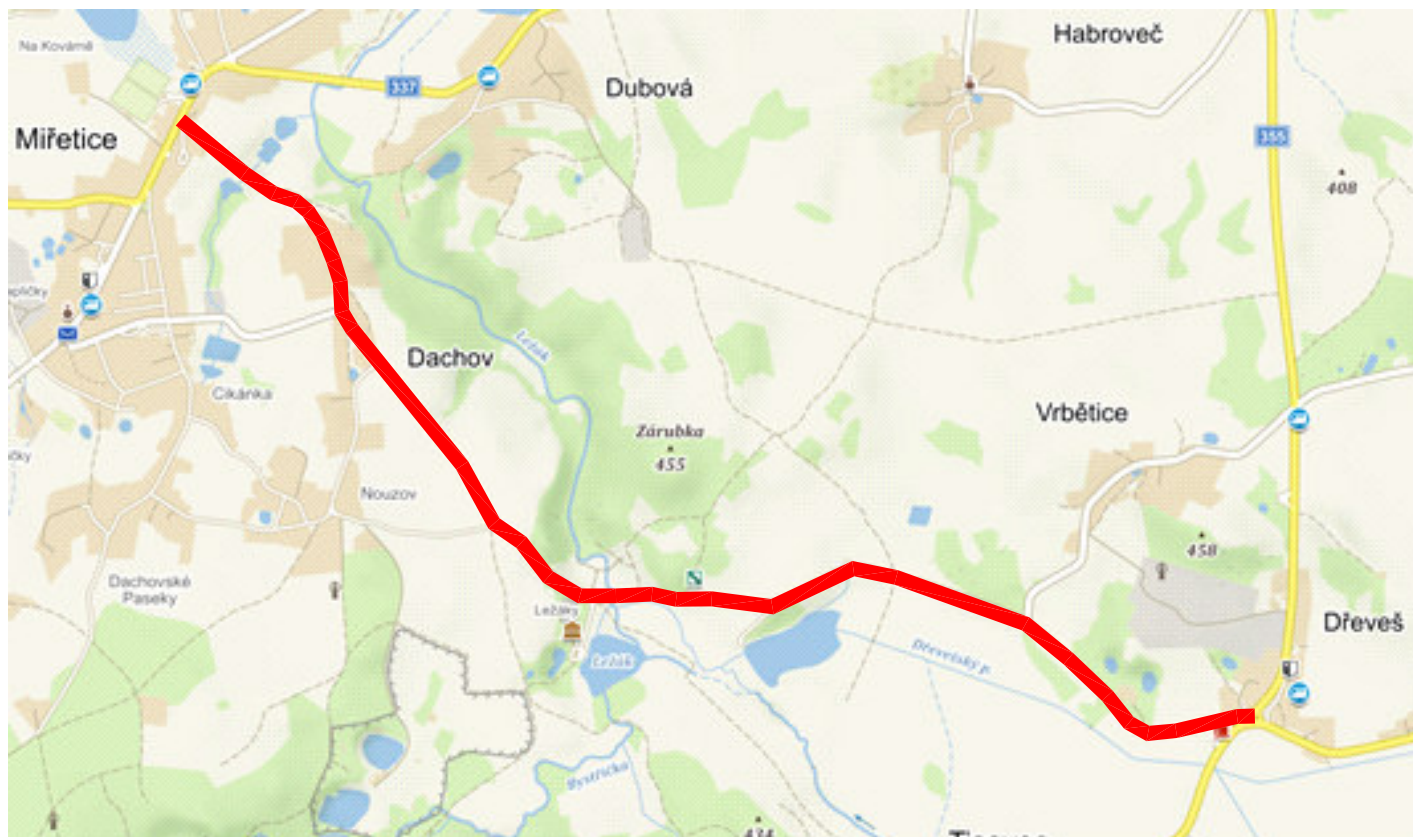 Na Kovárně
Habroveč
337
Dubová
Miřetice
355
408
Ležák
Dachov
Cikánka
Vrbětice
Zárubka
455
Nouzov
458
Dachovské
Paseky
Ležáky
Dřeveš
Ležák
Dřevešský p.
Bystřička
434